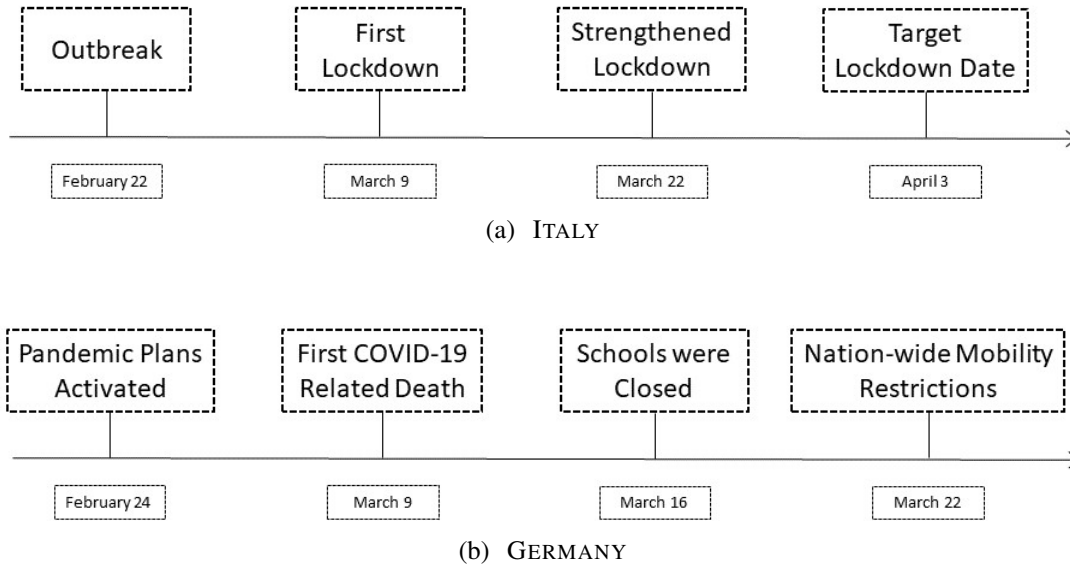 Outbreak
First
Lockdown
Strengthened
Lockdown
Target
Lockdown Date
February 22
March 9
March 22
April 3
(a) ITALY
Pandemic Plans
Activated
First COVID-19
Related Death
Schools were
Closed
Nation-wide Mobility
Restrictions
February 24
March 9
March 16
March 22
(b) GERMANY